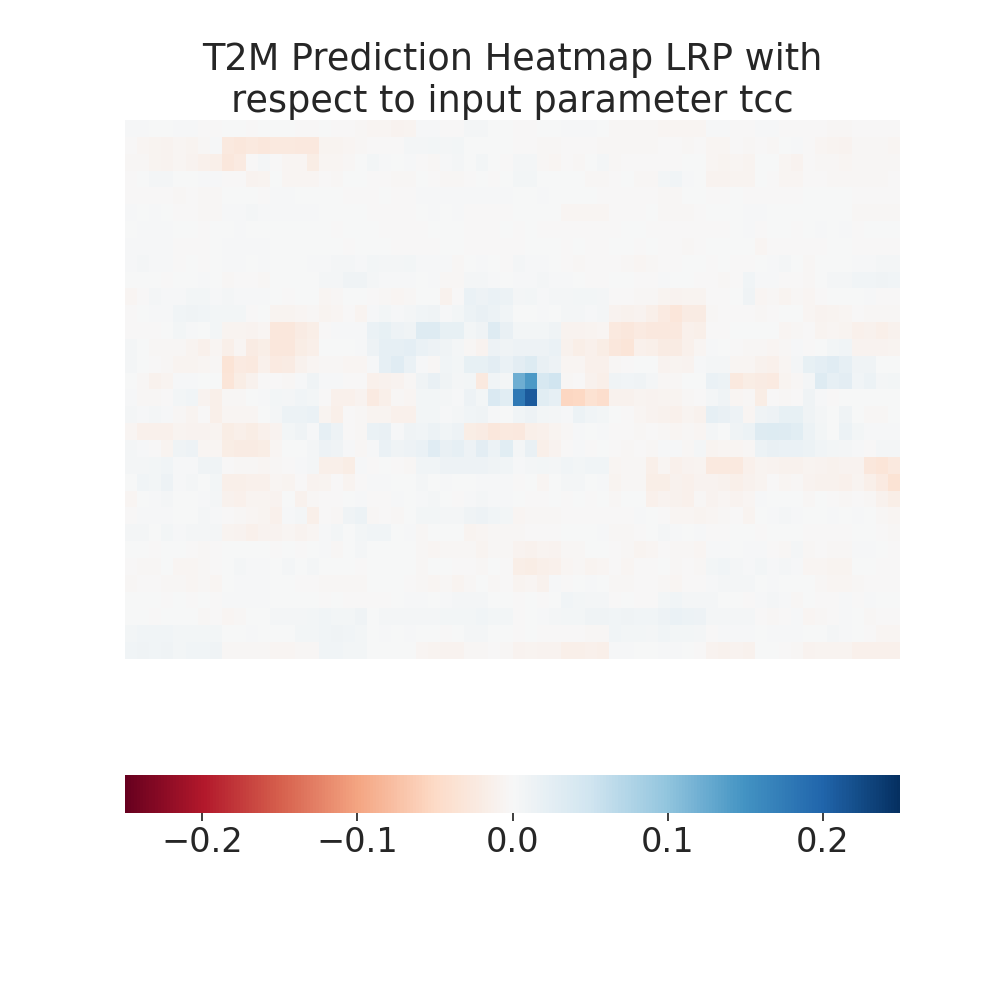 T2M Prediction Heatmap LRP with
respect to input parameter tcc
−0.2 −0.1 0.0 0.1 0.2